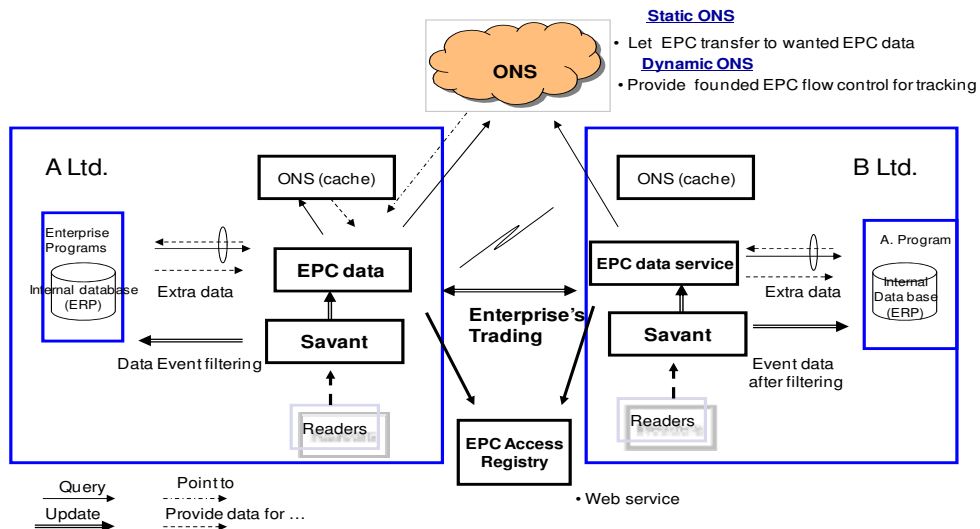 Static ONS
• Let EPC transfer to wanted EPC data
Dynamic ONS
• Provide founded EPC flow control for tracking
ONS
A Ltd.
ONS (cache)
Enterprise
Programs
Internal database
(ERP)
Extra data
EPC data
Savant
Data Event filtering
Readers
Enterprise's
Trading
EPC Access
Registry
• Web service
B Ltd.
ONS (cache)
A. Program
EPC data service
Extra data
Internal
Data base
(ERP)
Savant
Event data
after filtering
Readers
Query
Point to
Update
Provide data for ...